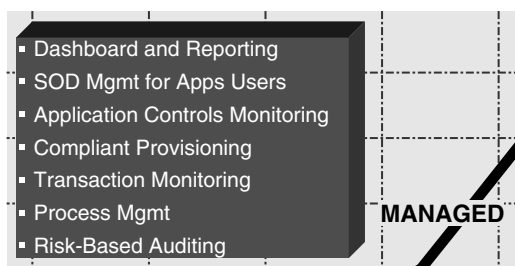 ▪ Dashboard and Reporting
▪ SOD Mgmt for Apps Users
▪ Application Controls Monitoring
▪ Compliant Provisioning
▪ Transaction Monitoring
▪ Process Mgmt
▪ Risk-Based Auditing
MANAGED